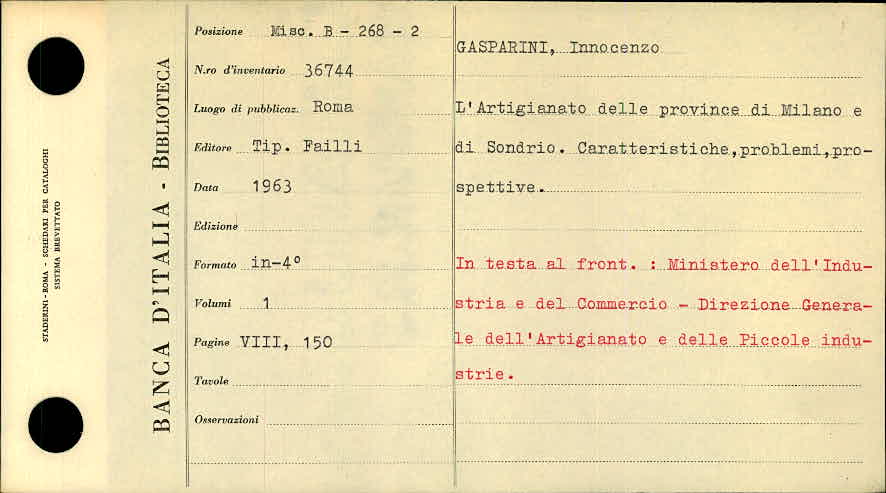 STADERINI - ROMA - SCHEDARI PER CATALOGHI
SISTEMA BREVETTATO
BANCA D'ITALIA - BIBLIOTECA
Posizione Misc. B - 268 - 2
N.ro d'inventario 36744
Luogo di pubblicaz. Roma
Editore Tip. Failli
Data 1963
Edizione
Formato in-4°
Volumi 1
Pagine VIII, 150
Tavole
Osservazioni
GASPARINI, Innocenzo
L'Artigianato delle province di Milano e
di Sondrio. Caratteristiche,problemi,pro-
spettive.
In testa al front. : Ministero dell'Indu-
stria e del Commercio - Direzione Genera-
le dell'Artigianato e delle Piccole indu-
strie.